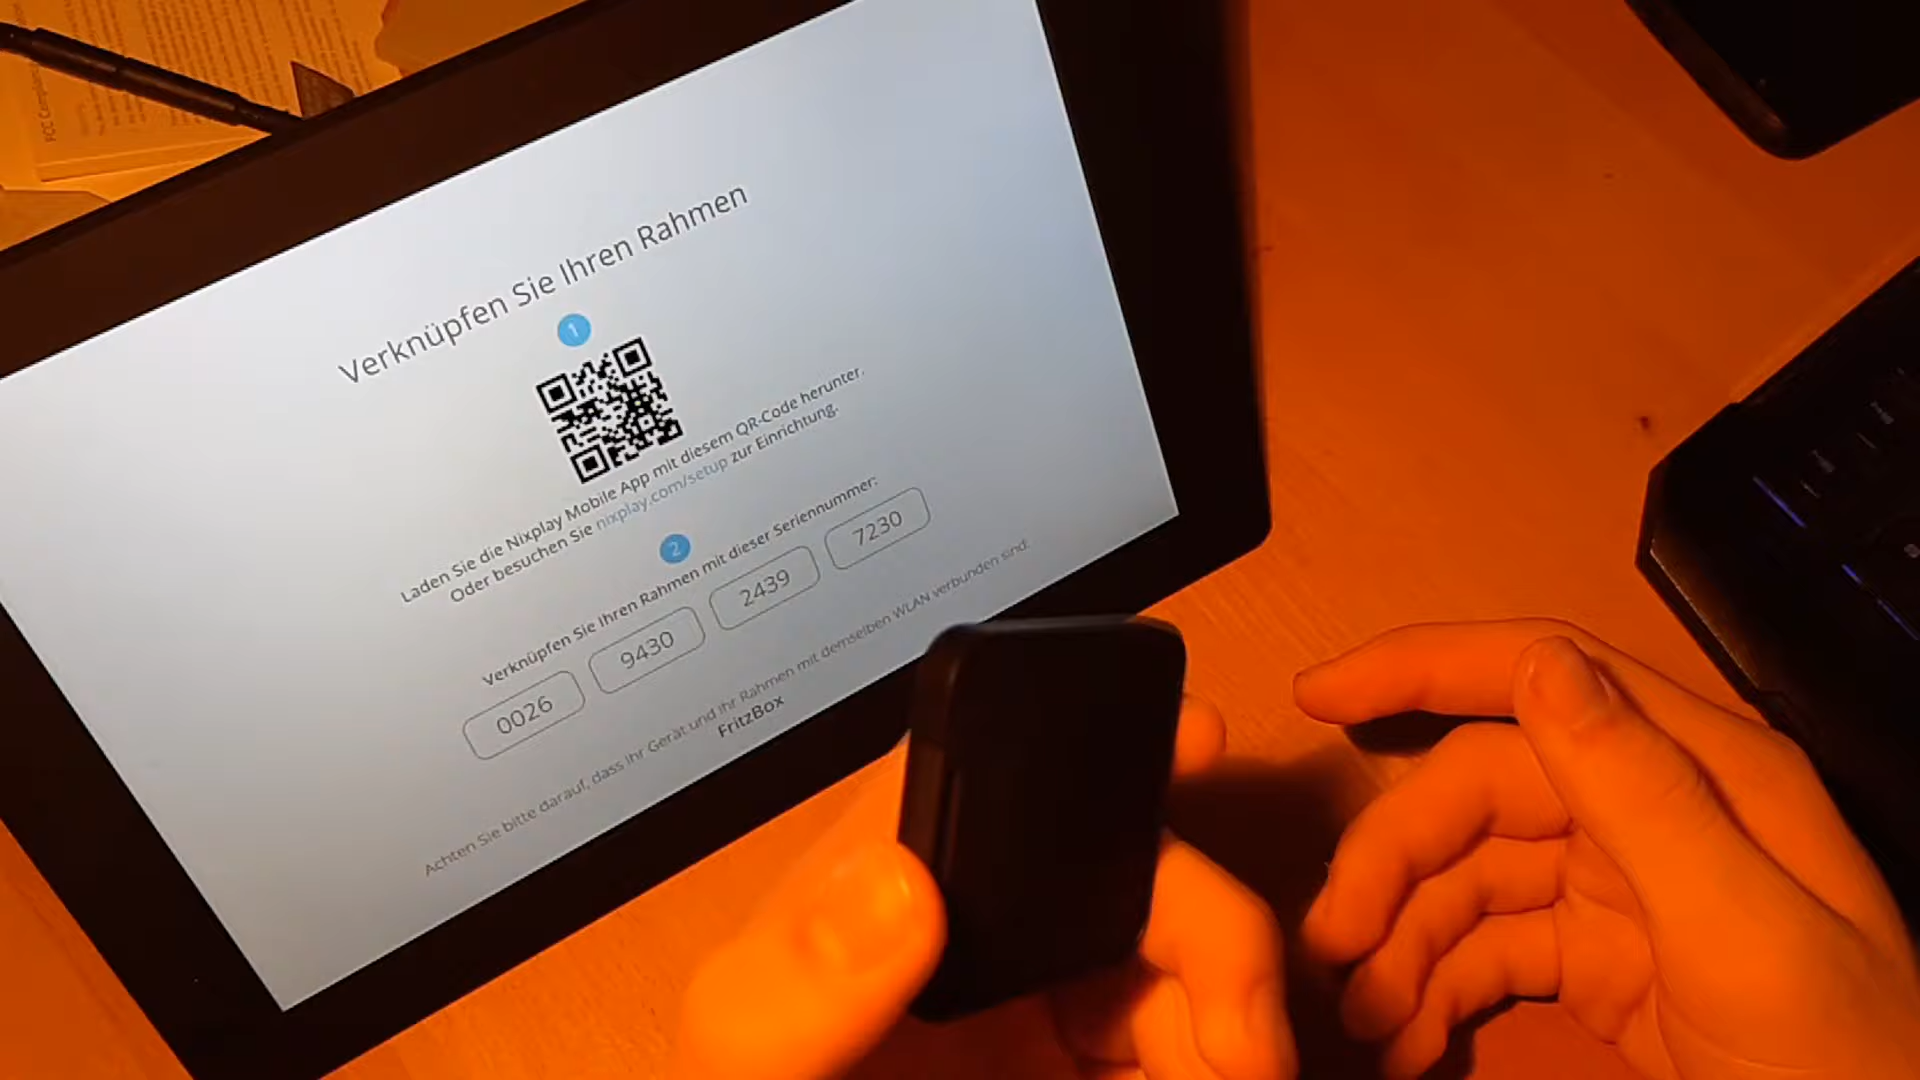 Verknüpfen Sie Ihren Rahmen
1
Laden Sie die Nixplay Mobile App mit diesem QR-Code herunter.
Oder besuchen Sie nixplay.com/setup zur Einrichtung.
2
Verknüpfen Sie Ihren Rahmen mit dieser Seriennummer:
0026 9430 2439 7230
Achten Sie bitte darauf, dass Ihr Gerät und Ihr Rahmen mit demselben WLAN verbunden sind:
FritzBox